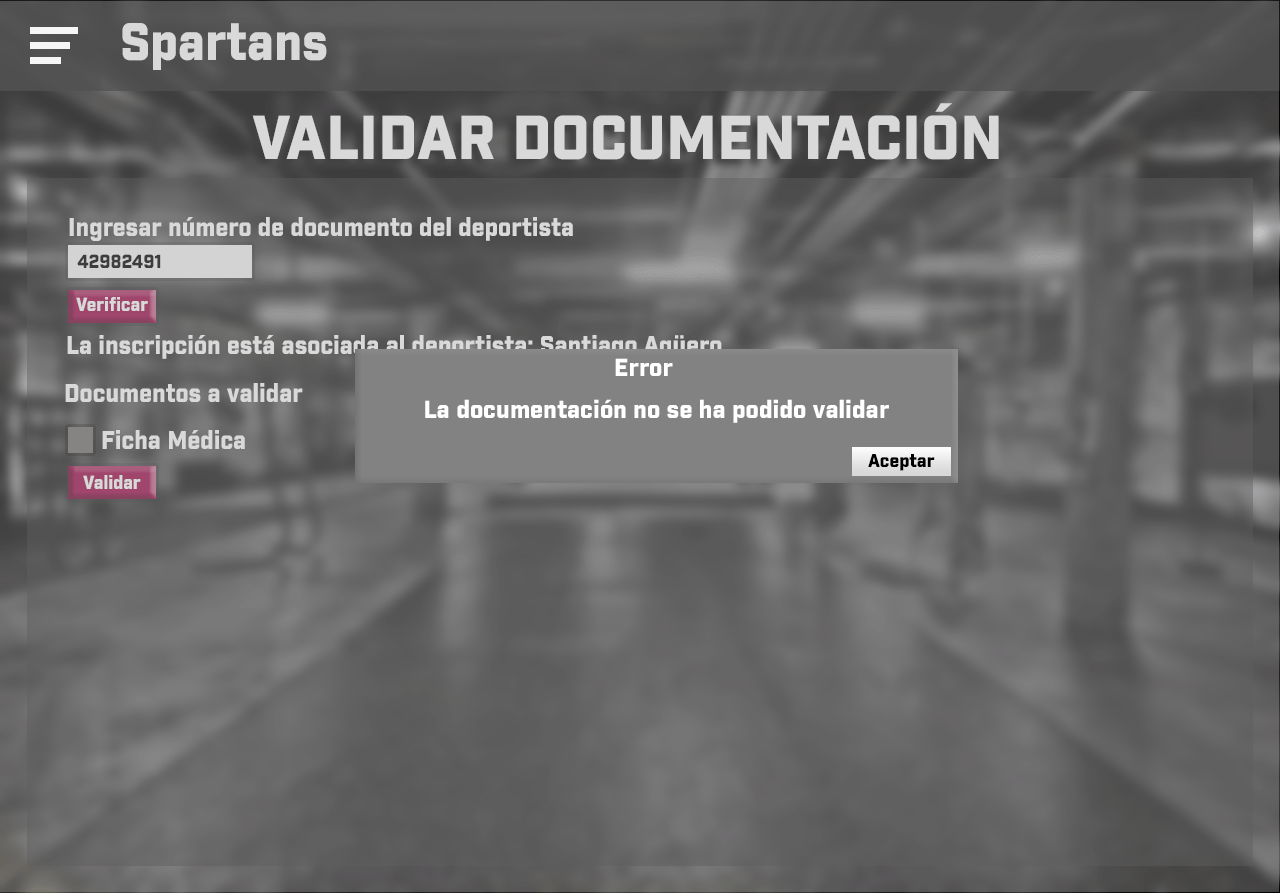 Spartans
VALIDAR DOCUMENTACIÓN
Ingresar número de documento del deportista
42982491
Verificar
La inscripción está asociada al deportista: Santiago Agüero
Error
La documentación no se ha podido validar
Aceptar
Documentos a validar
Ficha Médica
Validar